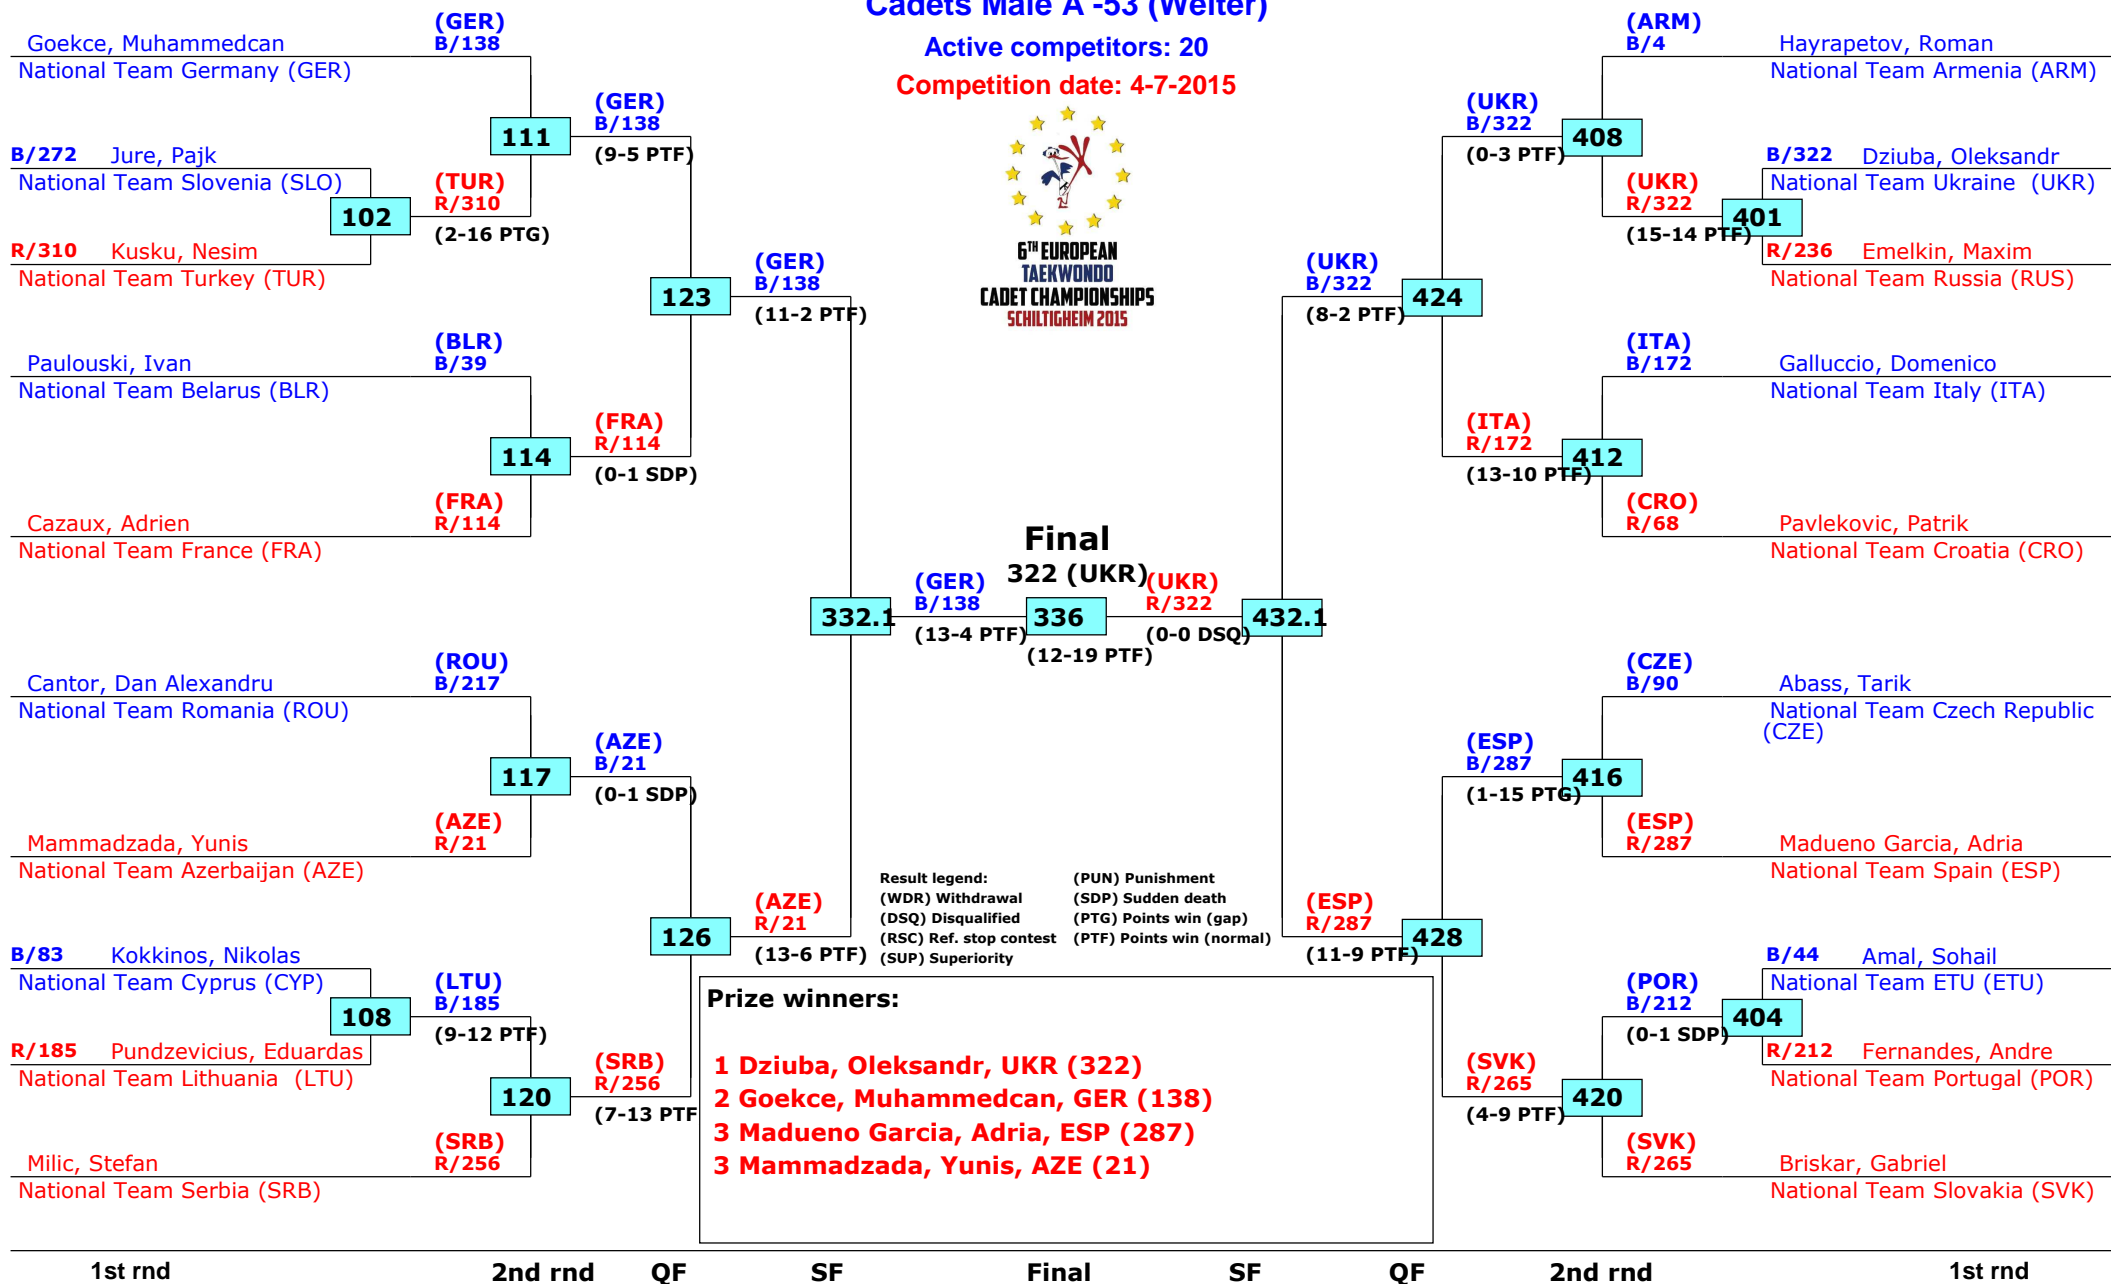 Cadets Male A -53 (Welter)
Active competitors: 20
Competition date: 4-7-2015
6TH EUROPEAN
TAEKWONDO
CADET CHAMPIONSHIPS
SCHILTIGHEIM 2015
(GER)
B/138
Goekce, Muhammedcan
National Team Germany (GER)
111
(GER)
B/138
(9-5 PTF)
B/272 Jure, Pajk
National Team Slovenia (SLO)
102
(TUR)
R/310
(2-16 PTG)
R/310 Kusku, Nesim
National Team Turkey (TUR)
123
(GER)
B/138
(11-2 PTF)
(BLR)
B/39
Paulouski, Ivan
National Team Belarus (BLR)
114
(FRA)
R/114
(0-1 SDP)
(FRA)
R/114
Cazaux, Adrien
National Team France (FRA)
332.1
(GER)
B/138
(13-4 PTF)
Final
322 (UKR)
336
(12-19 PTF)
(UKR)
R/322
(0-0 DSQ)
432.1
(ROU)
B/217
Cantor, Dan Alexandru
National Team Romania (ROU)
117
(AZE)
B/21
(0-1 SDP)
(AZE)
R/21
Mammadzada, Yunis
National Team Azerbaijan (AZE)
126
(AZE)
R/21
(13-6 PTF)
B/83 Kokkinos, Nikolas
National Team Cyprus (CYP)
108
(LTU)
B/185
(9-12 PTF)
R/185 Pundzevicius, Eduardas
National Team Lithuania (LTU)
120
(SRB)
R/256
(7-13 PTF
(SRB)
R/256
Milic, Stefan
National Team Serbia (SRB)
(ARM)
B/4
Hayrapetov, Roman
National Team Armenia (ARM)
(UKR)
B/322
(0-3 PTF)
408
B/322 Dziuba, Oleksandr
National Team Ukraine (UKR)
(UKR)
R/322
(15-14 PTF)
401
R/236 Emelkin, Maxim
National Team Russia (RUS)
(UKR)
B/322
(8-2 PTF)
424
(ITA)
B/172
Galluccio, Domenico
National Team Italy (ITA)
(ITA)
R/172
(13-10 PTF)
412
(CRO)
R/68
Pavlekovic, Patrik
National Team Croatia (CRO)
(CZE)
B/90
Abass, Tarik
National Team Czech Republic
(CZE)
(ESP)
B/287
(1-15 PTG)
416
(ESP)
R/287
Madueno Garcia, Adria
National Team Spain (ESP)
(ESP)
R/287
(11-9 PTF)
428
B/44 Amal, Sohail
National Team ETU (ETU)
(POR)
B/212
(0-1 SDP)
404
R/212 Fernandes, Andre
National Team Portugal (POR)
(SVK)
R/265
(4-9 PTF)
420
(SVK)
R/265
Briskar, Gabriel
National Team Slovakia (SVK)
Result legend:
(WDR) Withdrawal
(DSQ) Disqualified
(RSC) Ref. stop contest
(SUP) Superiority
(PUN) Punishment
(SDP) Sudden death
(PTG) Points win (gap)
(PTF) Points win (normal)
Prize winners:
1 Dziuba, Oleksandr, UKR (322)
2 Goekce, Muhammedcan, GER (138)
3 Madueno Garcia, Adria, ESP (287)
3 Mammadzada, Yunis, AZE (21)
1st rnd 2nd rnd QF SF Final SF QF 2nd rnd 1st rnd